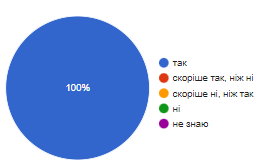 100%
так
скоріше так, ніж ні
скоріше ні, ніж так
ні
не знаю